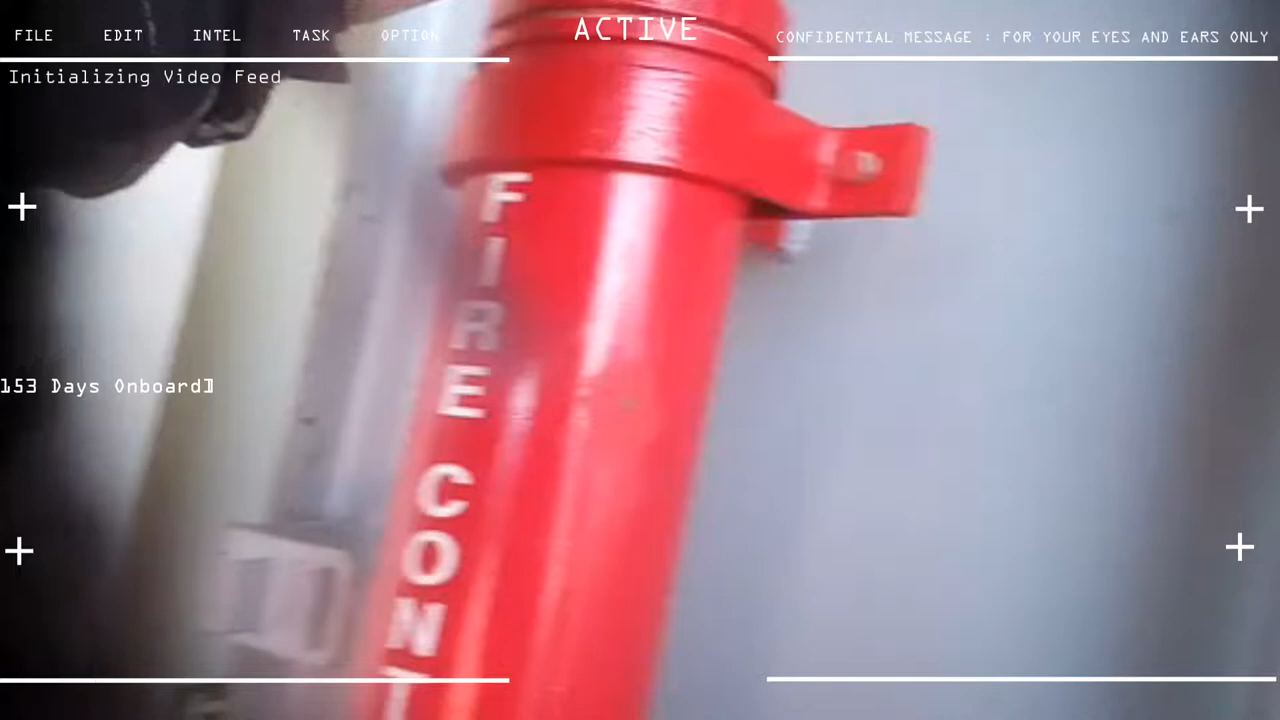 FILE EDIT INTEL TASK OPTION
ACTIVE
CONFIDENTIAL MESSAGE : FOR YOUR EYES AND EARS ONLY
Initializing Video Feed
153 Days Onboard]
FIRE CONT